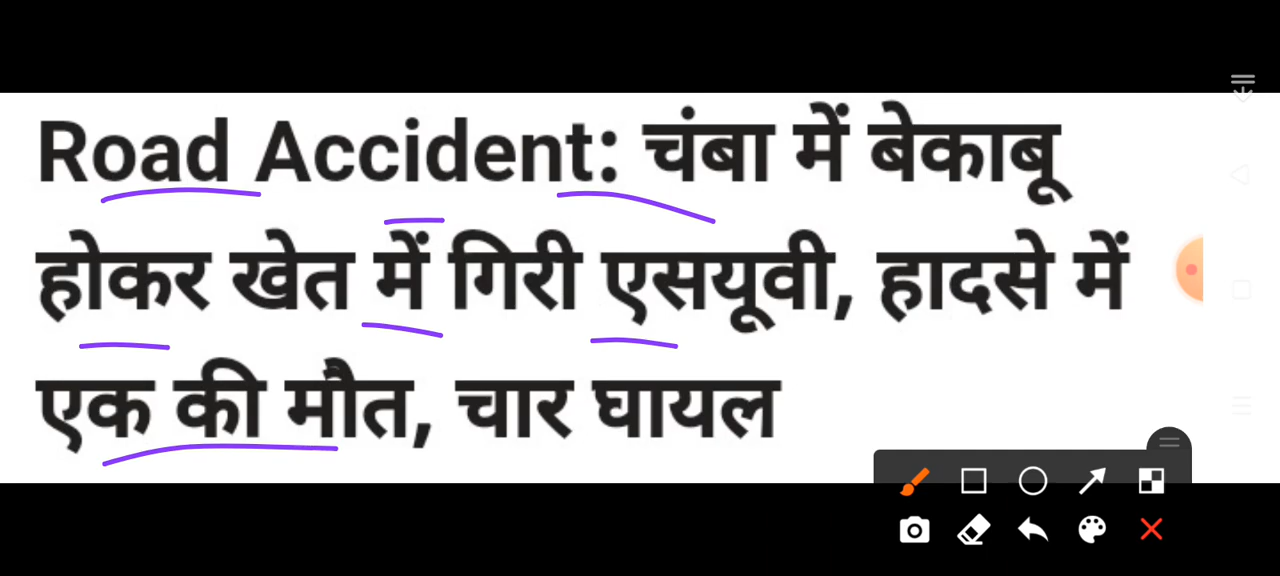 Road Accident: चंबा में बेकाबू
होकर खेत में गिरी एसयूवी, हादसे में
एक की मौत, चार घायल